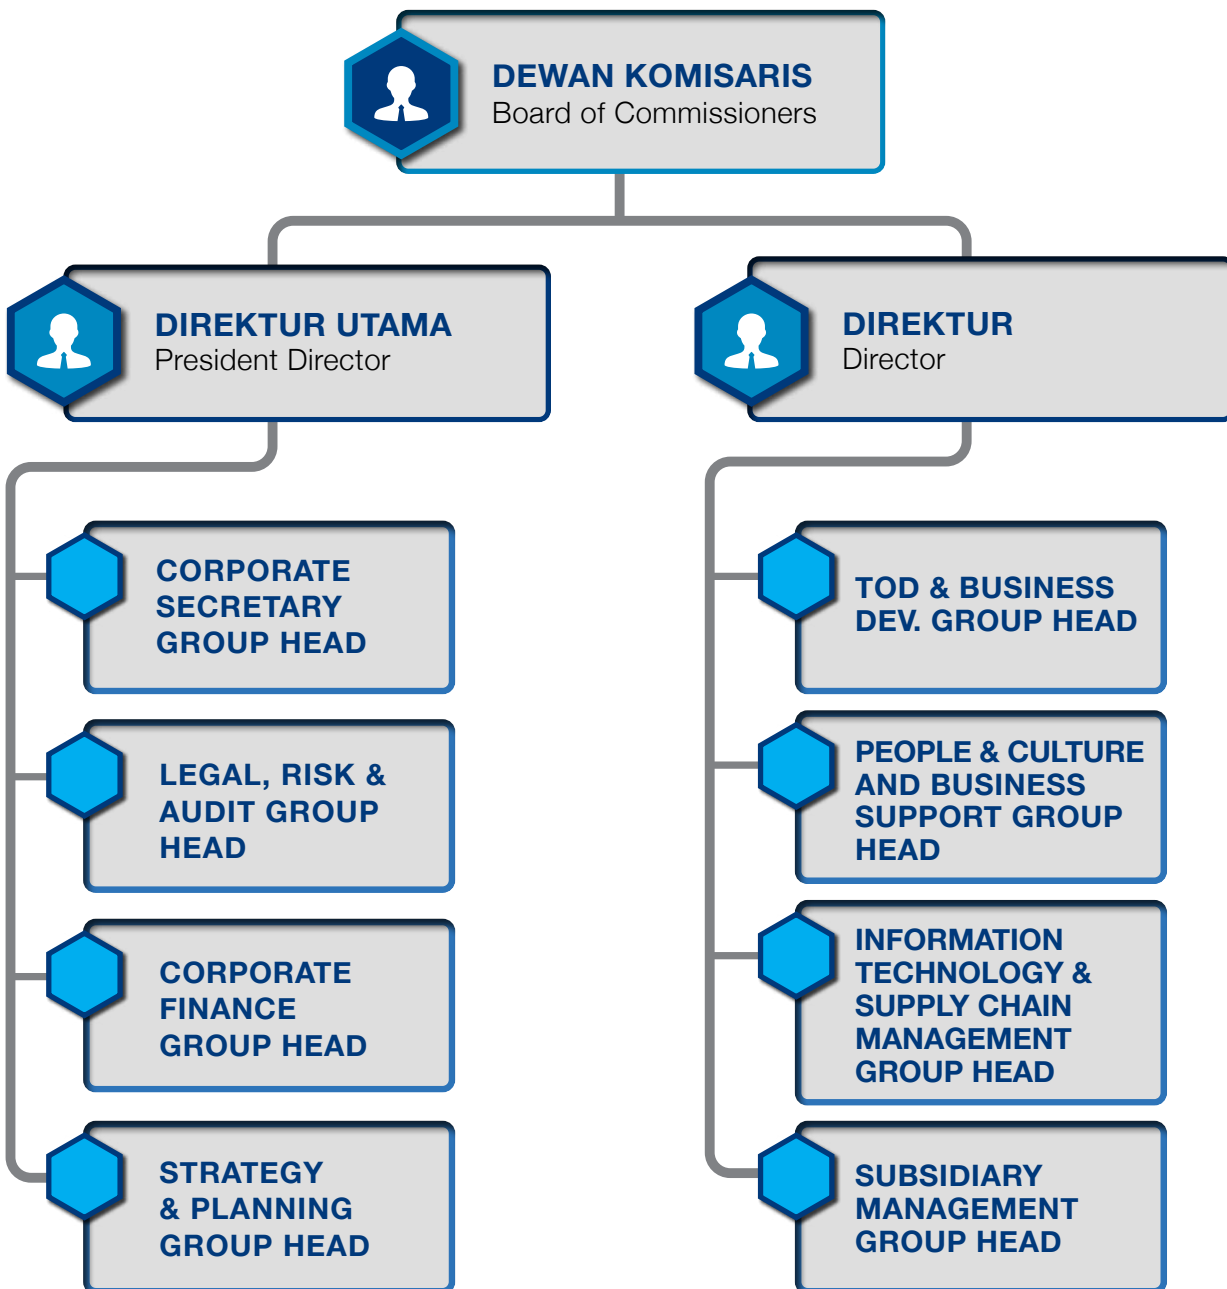 DEWAN KOMISARIS
Board of Commissioners
DIREKTUR UTAMA
President Director
DIREKTUR
Director
CORPORATE
SECRETARY
GROUP HEAD
LEGAL, RISK &
AUDIT GROUP
HEAD
CORPORATE
FINANCE
GROUP HEAD
STRATEGY
& PLANNING
GROUP HEAD
TOD & BUSINESS
DEV. GROUP HEAD
PEOPLE & CULTURE
AND BUSINESS
SUPPORT GROUP
HEAD
INFORMATION
TECHNOLOGY &
SUPPLY CHAIN
MANAGEMENT
GROUP HEAD
SUBSIDIARY
MANAGEMENT
GROUP HEAD